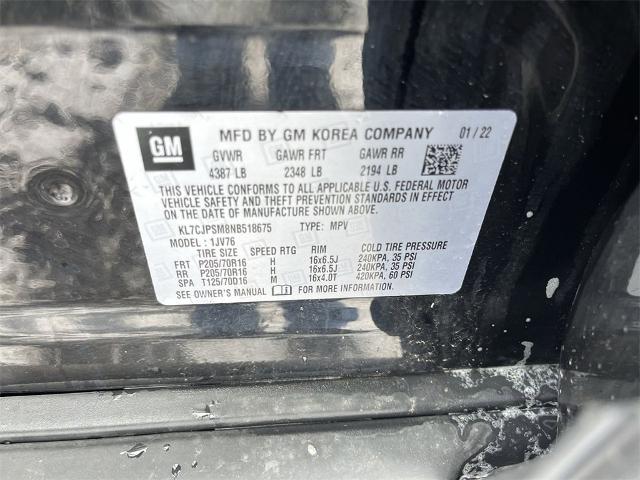 GM MFD BY GM KOREA COMPANY 01/22
GVWR GAWR FRT GAWR RR
4387 LB 2348 LB 2194 LB
THIS VEHICLE CONFORMS TO ALL APPLICABLE U.S. FEDERAL MOTOR
VEHICLE SAFETY AND THEFT PREVENTION STANDARDS IN EFFECT
ON THE DATE OF MANUFACTURE SHOWN ABOVE.
KL7CJPSM8NB518675 TYPE: MPV
MODEL: 1JV76
TIRE SIZE SPEED RTG RIM COLD TIRE PRESSURE
FRT P205/70R16 H 16x6.5J 240KPA, 35 PSI
RR P205/70R16 H 16x6.5J 240KPA, 35 PSI
SPA T125/70D16 M 16x4.0T 420KPA, 60 PSI
SEE OWNER'S MANUAL FOR MORE INFORMATION.